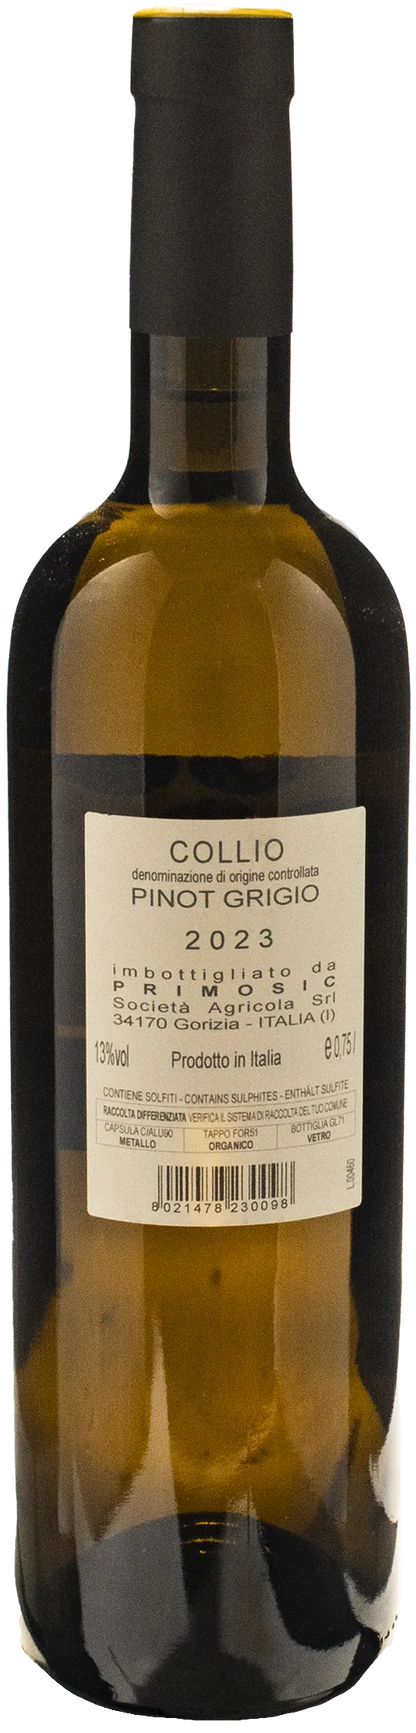 COLLIO
denominazione di origine controllata
PINOT GRIGIO
2023
imbottigliato da
PRIMOSIC
Società Agricola Srl
34170 Gorizia - ITALIA (I)
13%vol Prodotto in Italia e 0,75 l
CONTIENE SOLFITI - CONTAINS SULPHITES - ENTHÄLT SULFITE
RACCOLTA DIFFERENZIATA VERIFICA IL SISTEMA DI RACCOLTA DEL TUO COMUNE
CAPSULA C/ALU90 TAPPO FOR51 BOTTIGLIA GL71
METALLO ORGANICO VETRO
L.00460
8 021478 230098